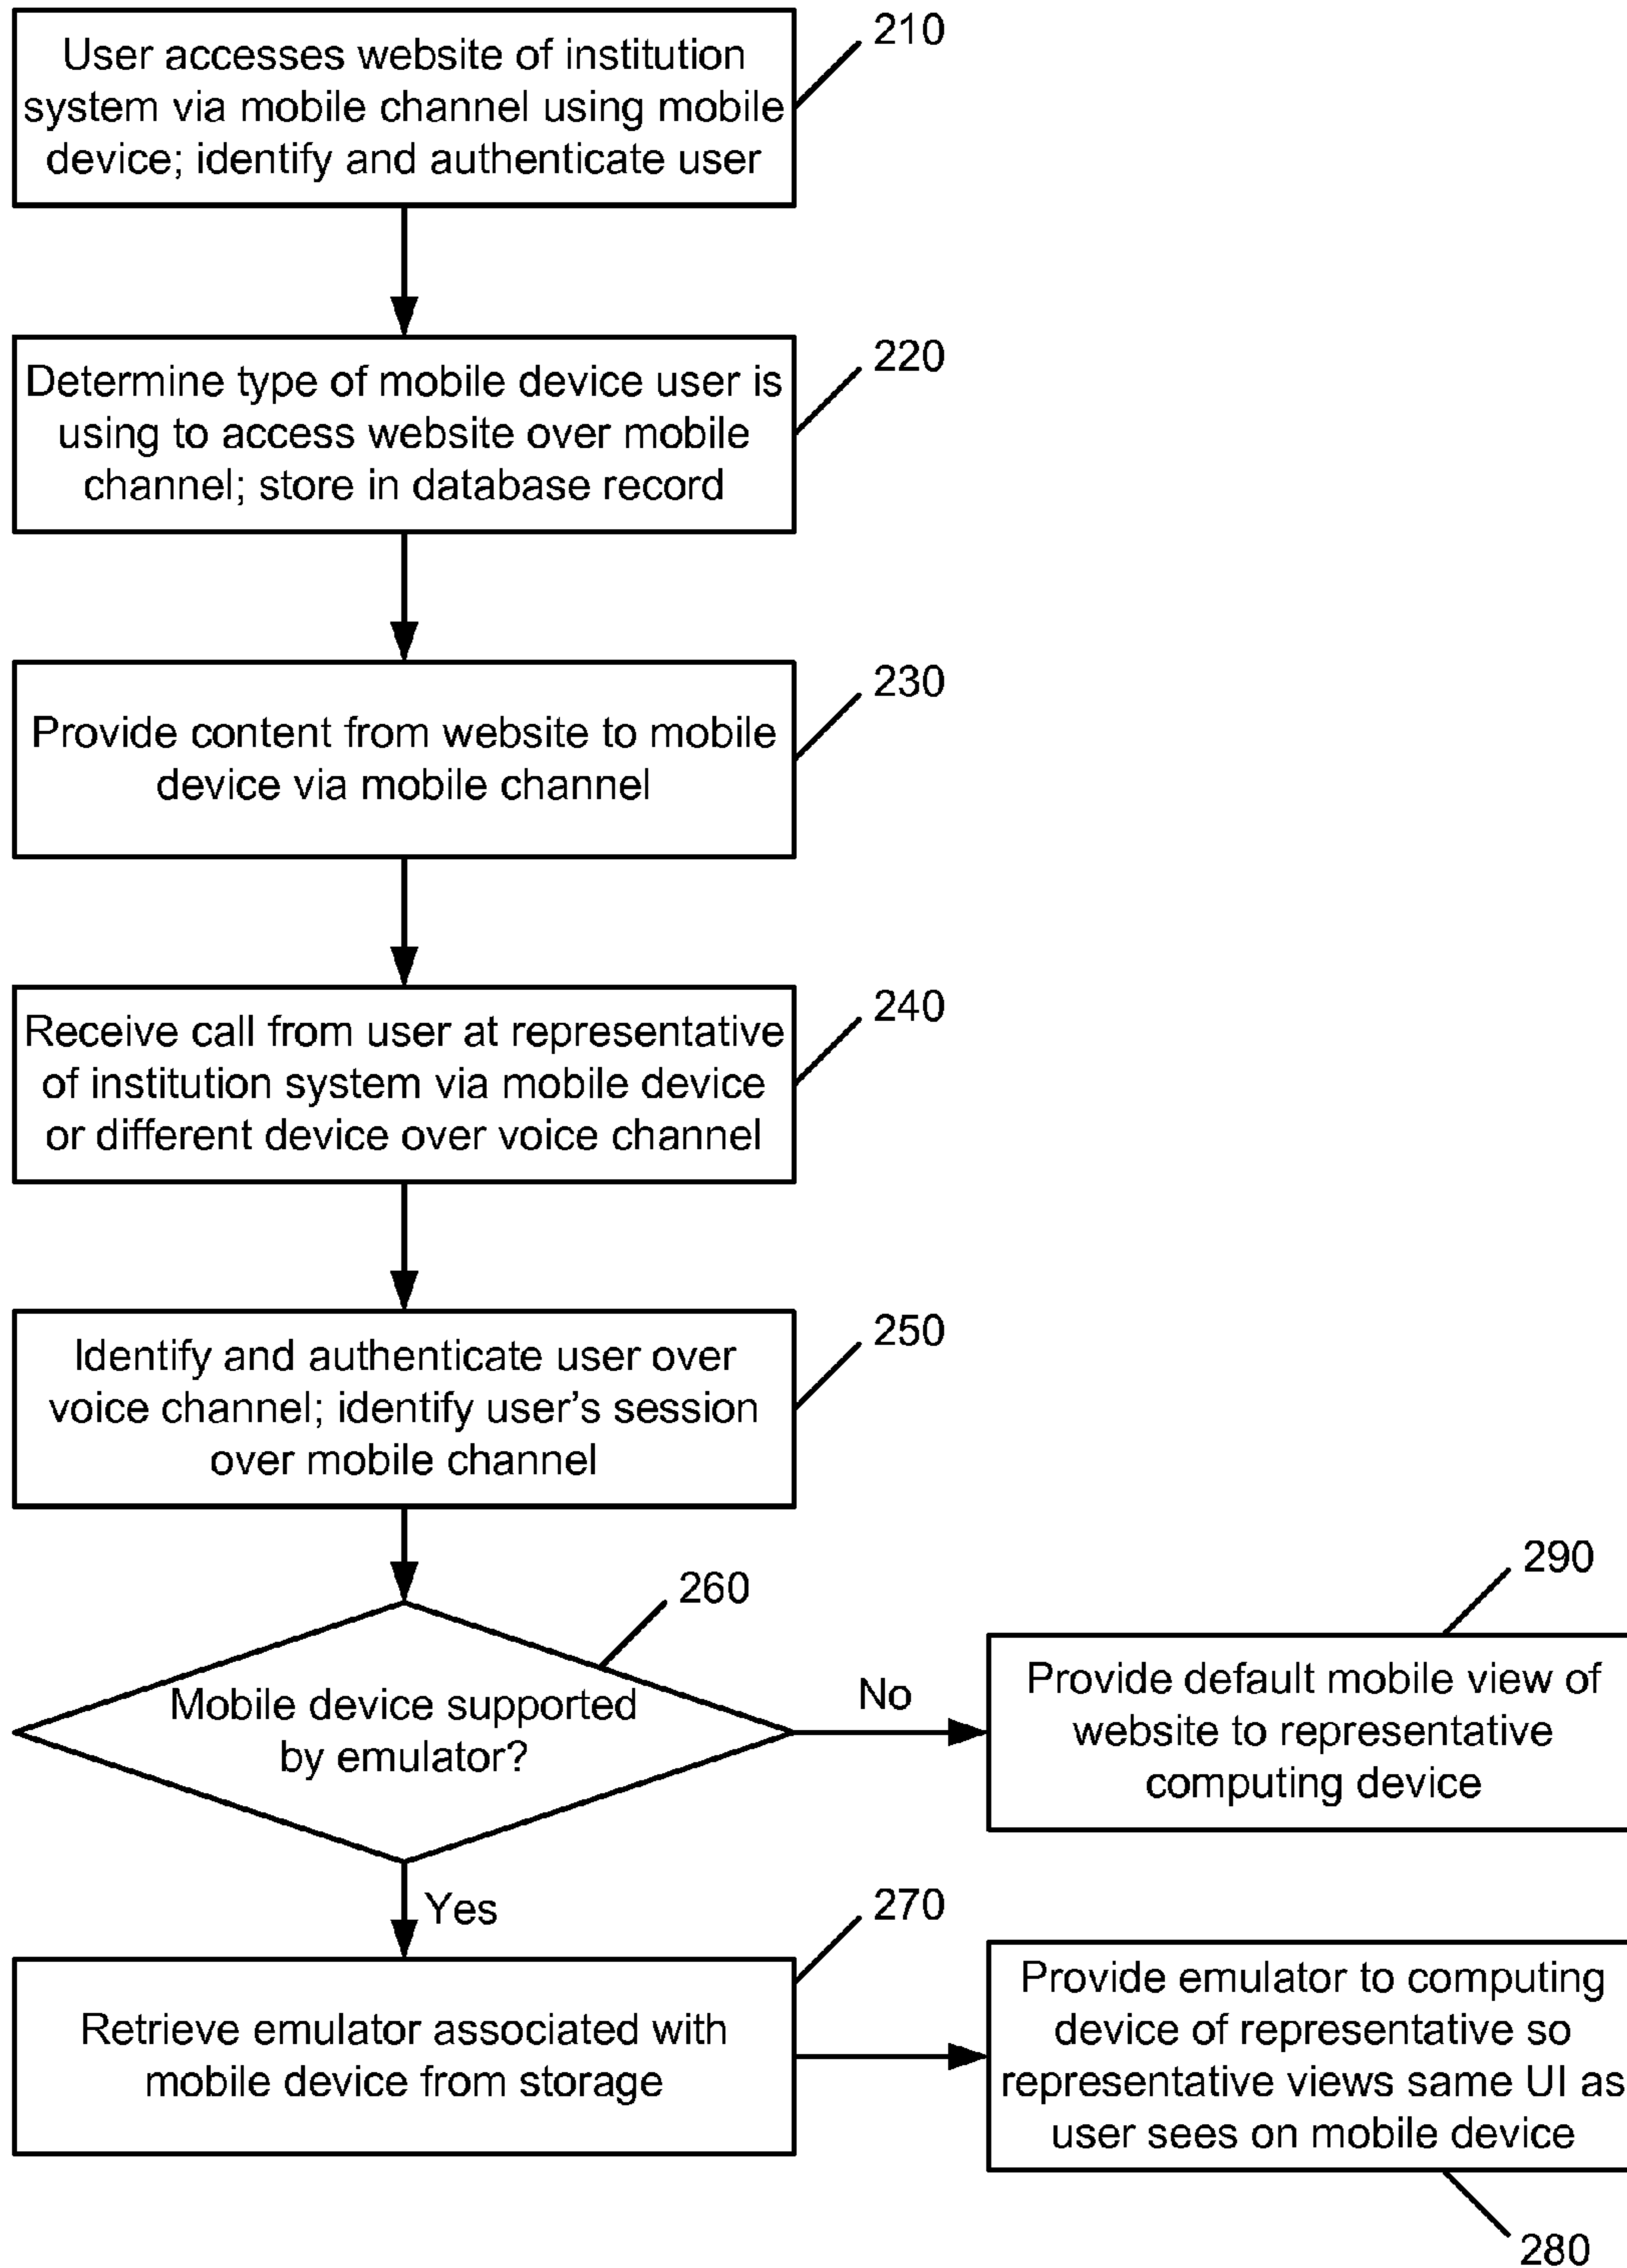 User accesses website of institution
system via mobile channel using mobile
device; identify and authenticate user
210
Determine type of mobile device user is
using to access website over mobile
channel; store in database record
220
Provide content from website to mobile
device via mobile channel
230
Receive call from user at representative
of institution system via mobile device
or different device over voice channel
240
Identify and authenticate user over
voice channel; identify user's session
over mobile channel
250
Mobile device supported
by emulator?
260
No
Provide default mobile view of
website to representative
computing device
290
Yes
Retrieve emulator associated with
mobile device from storage
270
Provide emulator to computing
device of representative so
representative views same UI as
user sees on mobile device
280